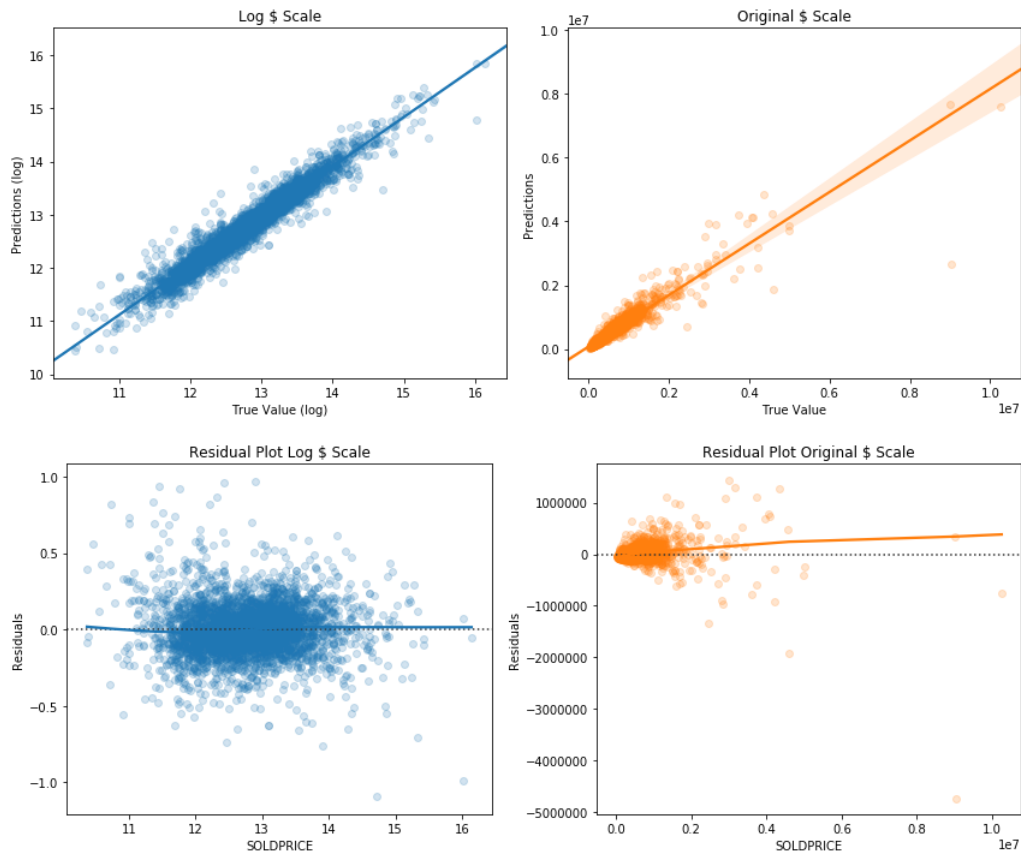 Log $ Scale
16
15
14
13
12
11
10
Predictions (log)
11 12 13 14 15 16
True Value (log)
Original $ Scale
1e7
1.0
0.8
0.6
0.4
0.2
0.0
Predictions
0.0 0.2 0.4 0.6 0.8 1.0
True Value
1e7
Residual Plot Log $ Scale
1.0
0.5
0.0
−0.5
−1.0
Residuals
11 12 13 14 15 16
SOLDPRICE
Residual Plot Original $ Scale
1000000
0
−1000000
−2000000
−3000000
−4000000
−5000000
Residuals
0.0 0.2 0.4 0.6 0.8 1.0
SOLDPRICE
1e7